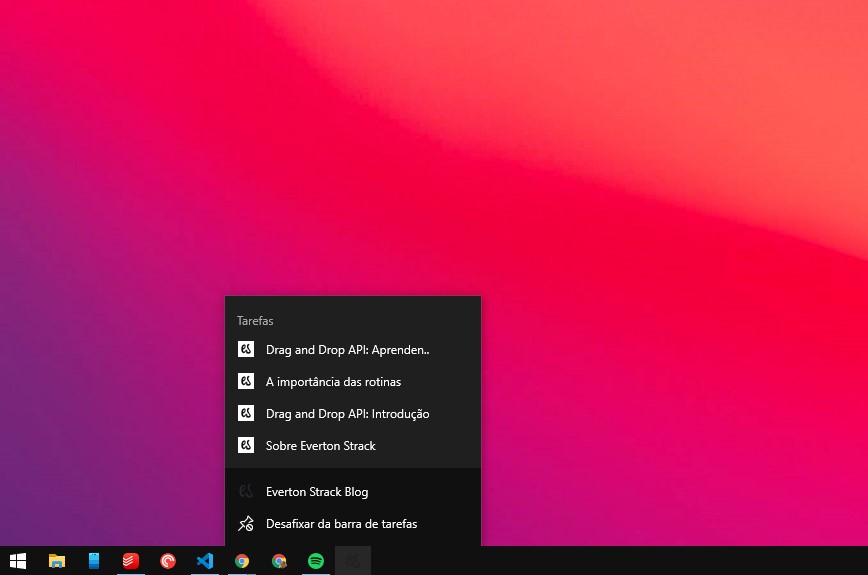 Tarefas
Drag and Drop API: Aprenden..
A importância das rotinas
Drag and Drop API: Introdução
Sobre Everton Strack
Everton Strack Blog
Desafixar da barra de tarefas